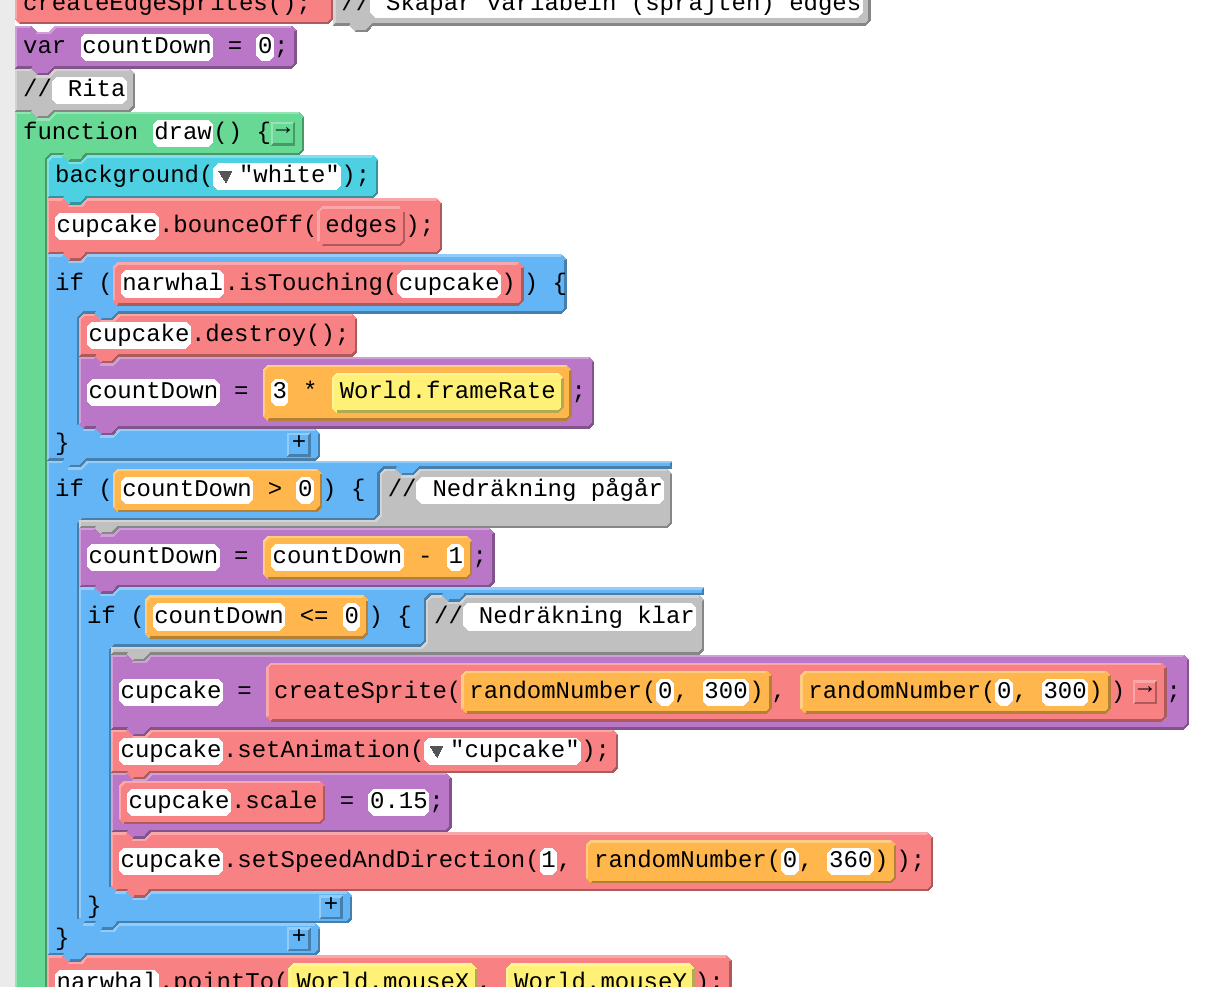 createEdgeSprites(); // Skapar variabeln (sprajten) edges
var countDown = 0;
// Rita
function draw() {→
background(▼ "white");
cupcake.bounceOff(edges);
if (narwhal.isTouching(cupcake)) {
cupcake.destroy();
countDown = 3 * World.frameRate;
} +
if (countDown > 0) { // Nedräkning pågår
countDown = countDown - 1;
if (countDown <= 0) { // Nedräkning klar
cupcake = createSprite(randomNumber(0, 300), randomNumber(0, 300))→;
cupcake.setAnimation(▼ "cupcake");
cupcake.scale = 0.15;
cupcake.setSpeedAndDirection(1, randomNumber(0, 360));
} +
} +
narwhal.pointTo(World.mouseX, World.mouseY);